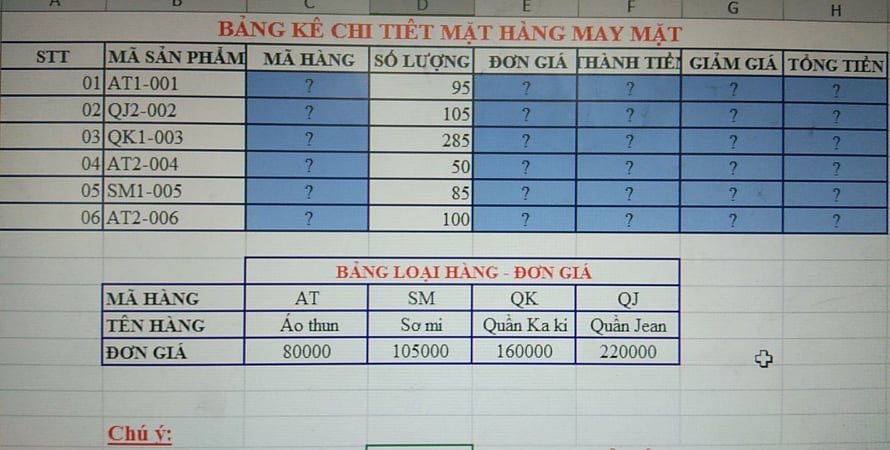 A B C D E F G H
BẢNG KÊ CHI TIẾT MẶT HÀNG MAY MẶT
STT MÃ SẢN PHẨM MÃ HÀNG SỐ LƯỢNG ĐƠN GIÁ THÀNH TIỀN GIẢM GIÁ TỔNG TIỀN
01 AT1-001 ? 95 ? ? ? ?
02 QJ2-002 ? 105 ? ? ? ?
03 QK1-003 ? 285 ? ? ? ?
04 AT2-004 ? 50 ? ? ? ?
05 SM1-005 ? 85 ? ? ? ?
06 AT2-006 ? 100 ? ? ? ?
BẢNG LOẠI HÀNG - ĐƠN GIÁ
MÃ HÀNG AT SM QK QJ
TÊN HÀNG Áo thun Sơ mi Quần Ka ki Quần Jean
ĐƠN GIÁ 80000 105000 160000 220000
Chú ý: